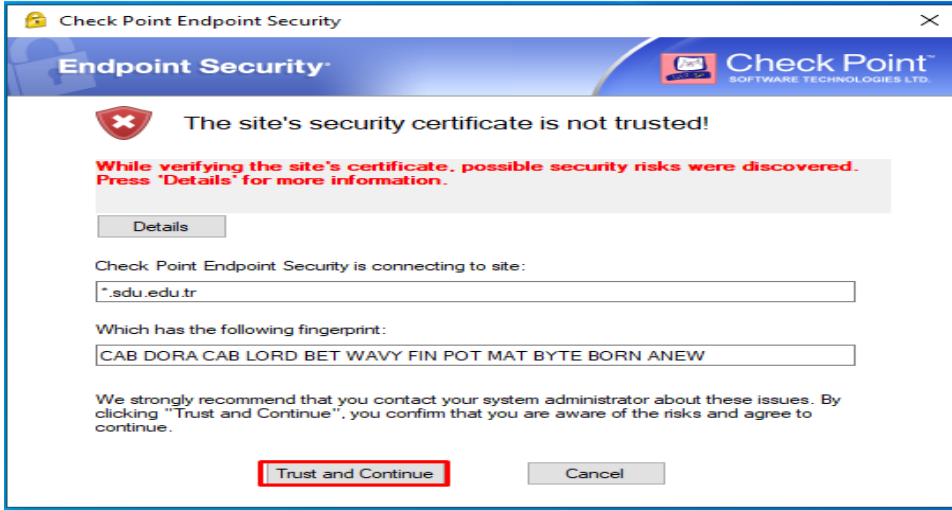 Check Point Endpoint Security
Endpoint Security
Check Point™
SOFTWARE TECHNOLOGIES LTD.
The site's security certificate is not trusted!
While verifying the site's certificate, possible security risks were discovered.
Press 'Details' for more information.
Details
Check Point Endpoint Security is connecting to site:
*.sdu.edu.tr
Which has the following fingerprint:
CAB DORA CAB LORD BET WAVY FIN POT MAT BYTE BORN ANEW
We strongly recommend that you contact your system administrator about these issues. By
clicking "Trust and Continue", you confirm that you are aware of the risks and agree to
continue.
Trust and Continue
Cancel